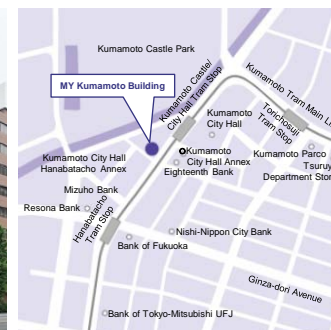 Kumamoto Castle Park
MY Kumamoto Building
Kumamoto Castle/
City Hall Tram Stop
Kumamoto Tram Main Li
Kumamoto
City Hall
Torichosuji
Tram Stop
Kumamoto
City Hall Annex
Kumamoto Parco
Tsuruy
Department Stor
Kumamoto City Hall
Hanabatacho Annex
Eighteenth Bank
Mizuho Bank
Resona Bank
Hanabatacho
Tram Stop
Nishi-Nippon City Bank
Bank of Fukuoka
Ginza-dori Avenue
Bank of Tokyo-Mitsubishi UFJ